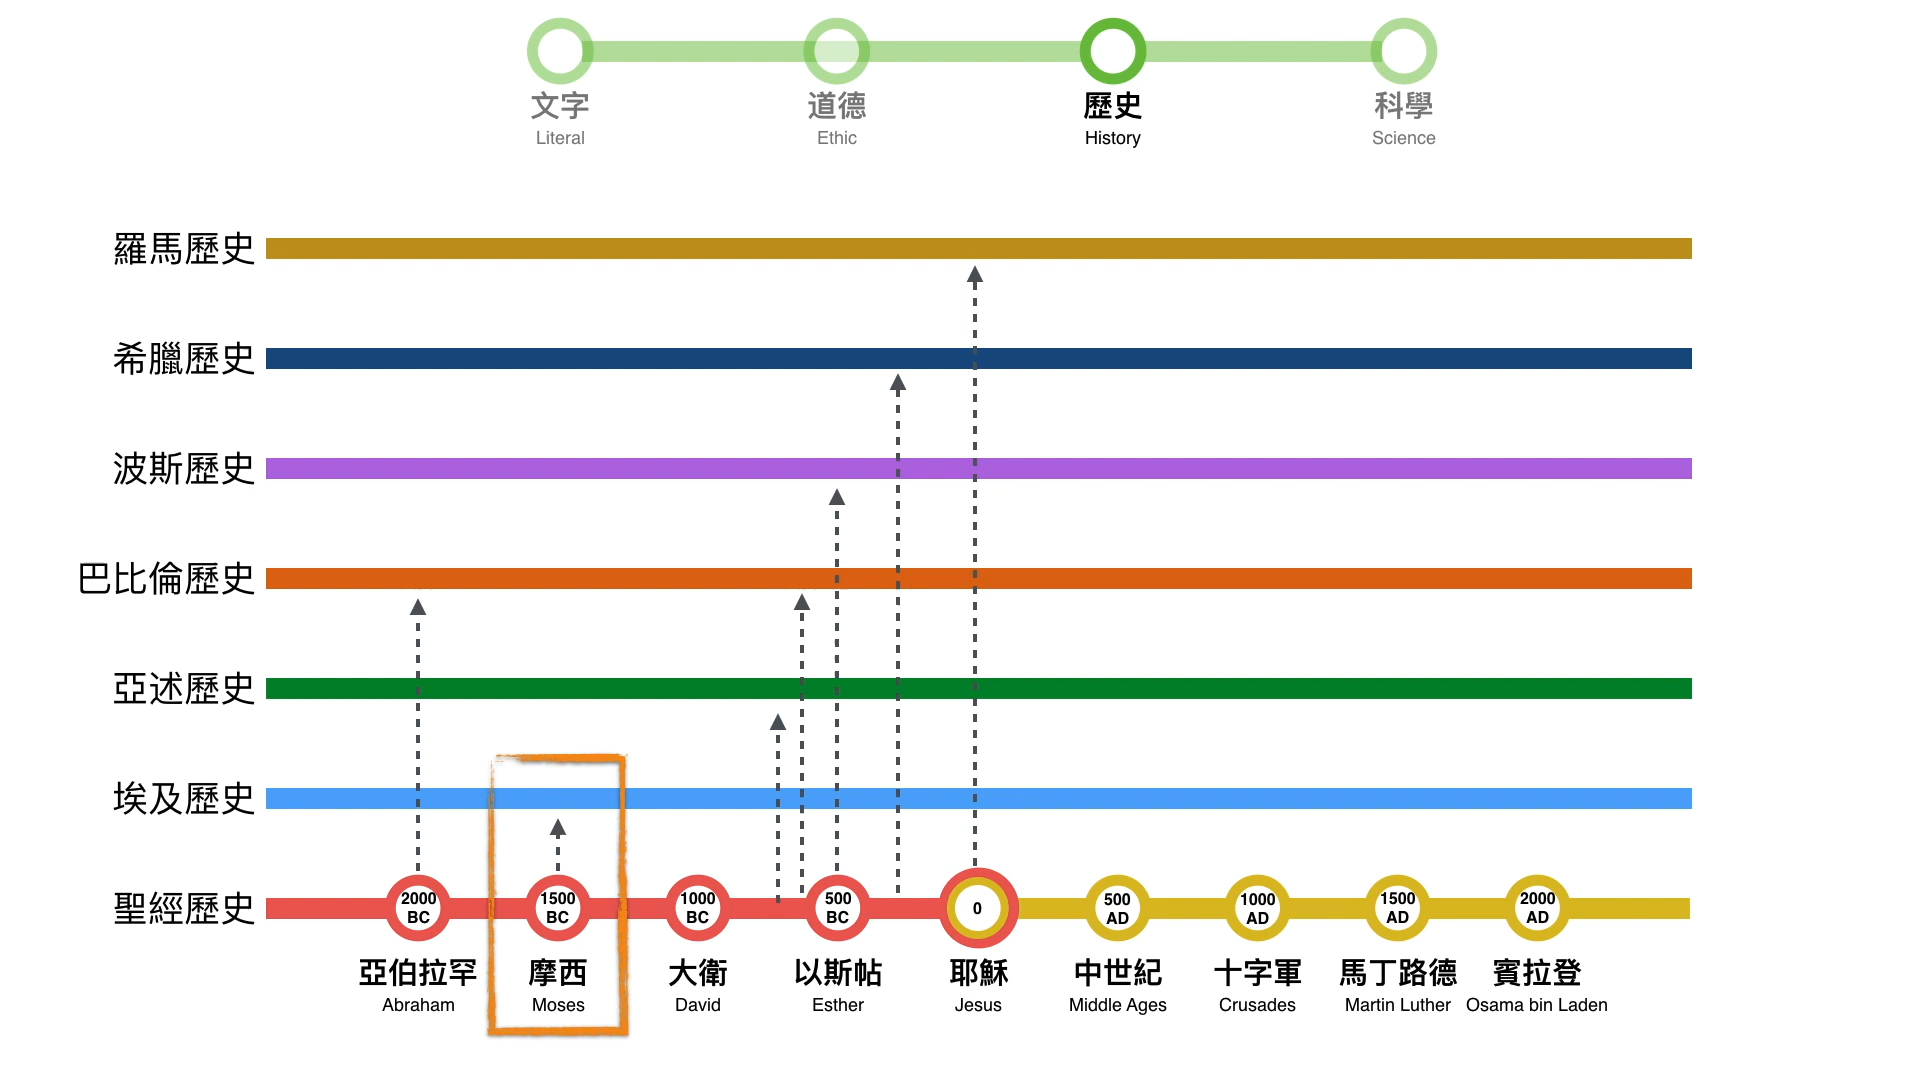 文字
Literal
道德
Ethic
歷史
History
科學
Science
羅馬歷史
希臘歷史
波斯歷史
巴比倫歷史
亞述歷史
埃及歷史
聖經歷史
2000
BC
1500
BC
1000
BC
500
BC
0
500
AD
1000
AD
1500
AD
2000
AD
亞伯拉罕
Abraham
摩西
Moses
大衛
David
以斯帖
Esther
耶穌
Jesus
中世紀
Middle Ages
十字軍
Crusades
馬丁路德
Martin Luther
賓拉登
Osama bin Laden